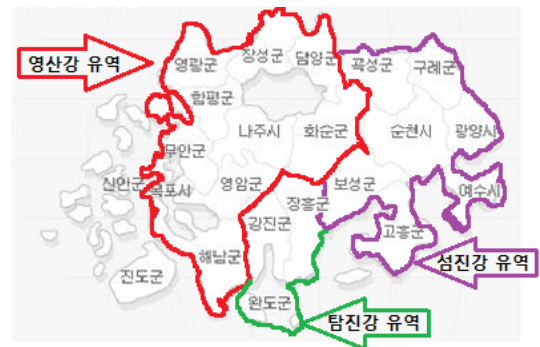 영산강 유역
영광군
장성군
담양군
곡성군
구례군
함평군
나주시
화순군
순천시
광양시
무안군
신안군
목포시
영암군
장흥군
보성군
여수시
강진군
고흥군
해남군
진도군
섬진강 유역
완도군
탐진강 유역